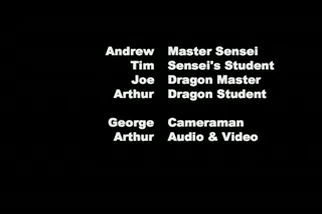 Andrew Master Sensei
Tim Sensei's Student
Joe Dragon Master
Arthur Dragon Student
George Cameraman
Arthur Audio & Video